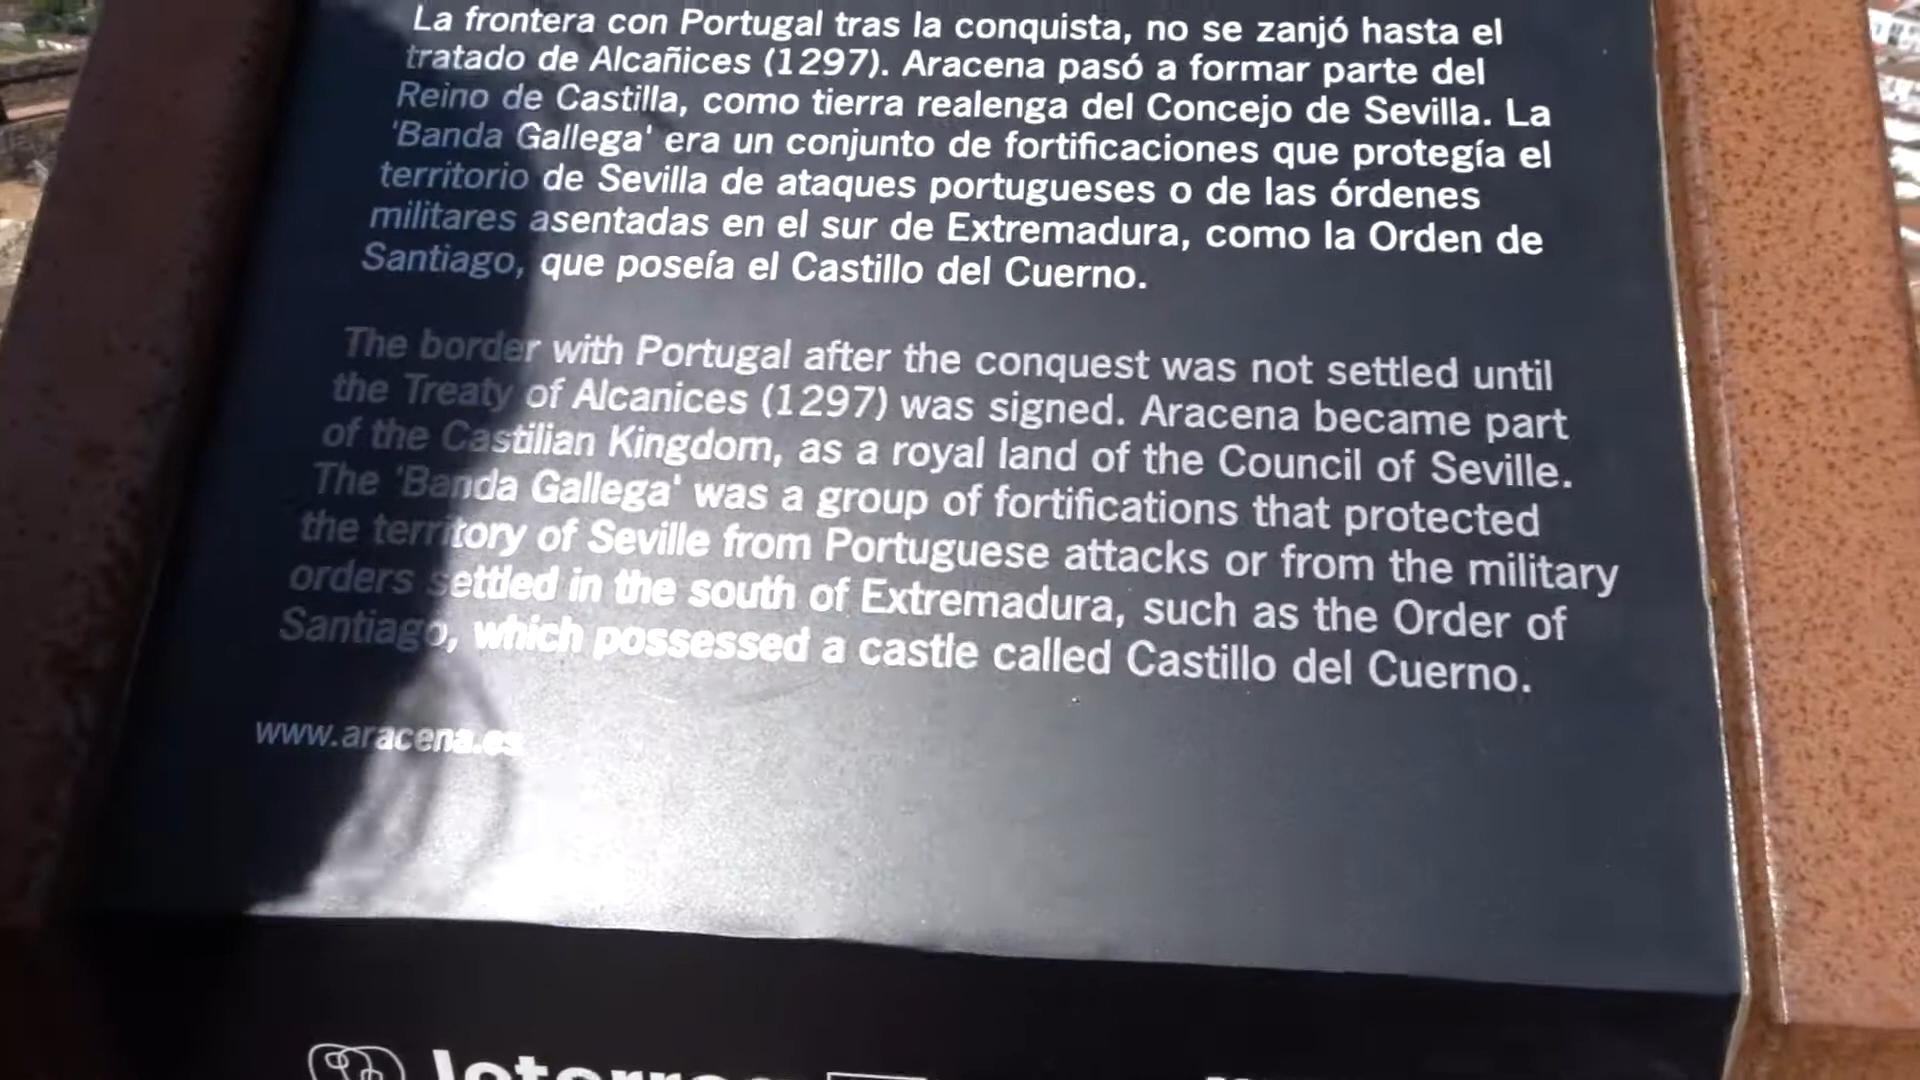 La frontera con Portugal tras la conquista, no se zanjó hasta el
tratado de Alcañices (1297). Aracena pasó a formar parte del
Reino de Castilla, como tierra realenga del Concejo de Sevilla. La
'Banda Gallega' era un conjunto de fortificaciones que protegía el
territorio de Sevilla de ataques portugueses o de las órdenes
militares asentadas en el sur de Extremadura, como la Orden de
Santiago, que poseía el Castillo del Cuerno.
The border with Portugal after the conquest was not settled until
the Treaty of Alcanices (1297) was signed. Aracena became part
of the Castilian Kingdom, as a royal land of the Council of Seville.
The 'Banda Gallega' was a group of fortifications that protected
the territory of Seville from Portuguese attacks or from the military
orders settled in the south of Extremadura, such as the Order of
Santiago, which possessed a castle called Castillo del Cuerno.
www.aracena.es